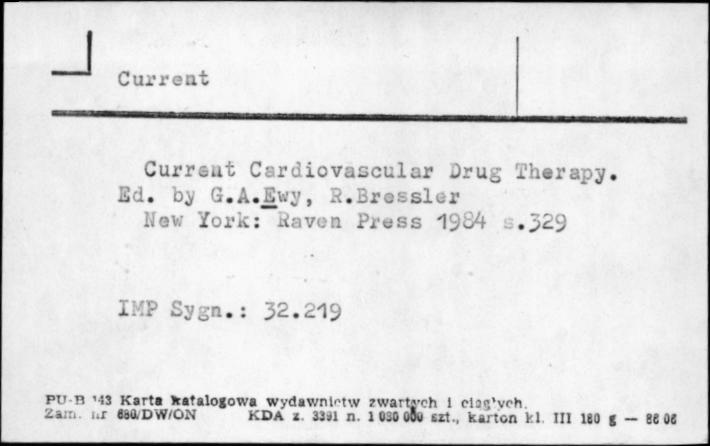 Current
Current Cardiovascular Drug Therapy.
Ed. by G.A.Ewy, R.Bressler
New York: Raven Press 1984 s.329
IMP Sygn.: 32.219
PU-B 143 Karta katalogowa wydawnictw zwartych i ciągłych.
Zam. nr 680/DW/ON KDA z. 3391 n. 1 030 000 szt., karton kl. III 180 g — 86 06